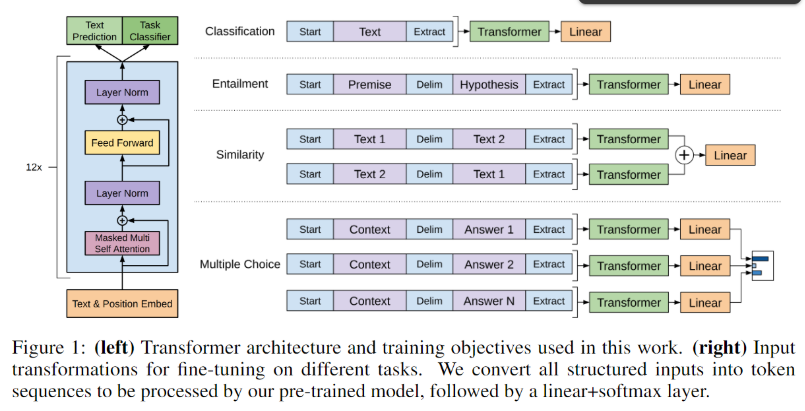 Text Prediction
Task Classifier
Layer Norm
+
Feed Forward
12x
Layer Norm
+
Masked Multi Self Attention
Text & Position Embed
Classification Start Text Extract Transformer Linear
Entailment Start Premise Delim Hypothesis Extract Transformer Linear
Similarity
Start Text 1 Delim Text 2 Extract Transformer
+ Linear
Start Text 2 Delim Text 1 Extract Transformer
Multiple Choice
Start Context Delim Answer 1 Extract Transformer Linear
Start Context Delim Answer 2 Extract Transformer Linear
Start Context Delim Answer N Extract Transformer Linear
Figure 1: (left) Transformer architecture and training objectives used in this work. (right) Input
transformations for fine-tuning on different tasks. We convert all structured inputs into token
sequences to be processed by our pre-trained model, followed by a linear+softmax layer.